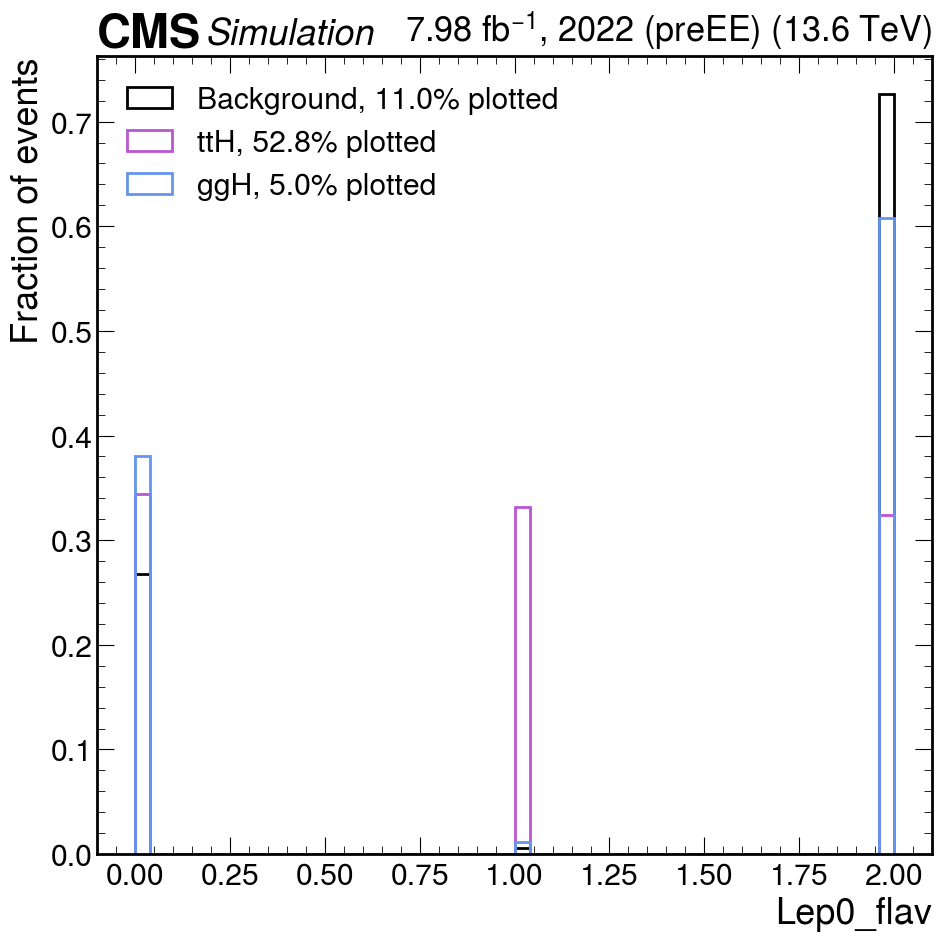 CMS Simulation 7.98 fb⁻¹, 2022 (preEE) (13.6 TeV)
Fraction of events
Background, 11.0% plotted
ttH, 52.8% plotted
ggH, 5.0% plotted
0.7
0.6
0.5
0.4
0.3
0.2
0.1
0.0
0.00 0.25 0.50 0.75 1.00 1.25 1.50 1.75 2.00
Lep0_flav